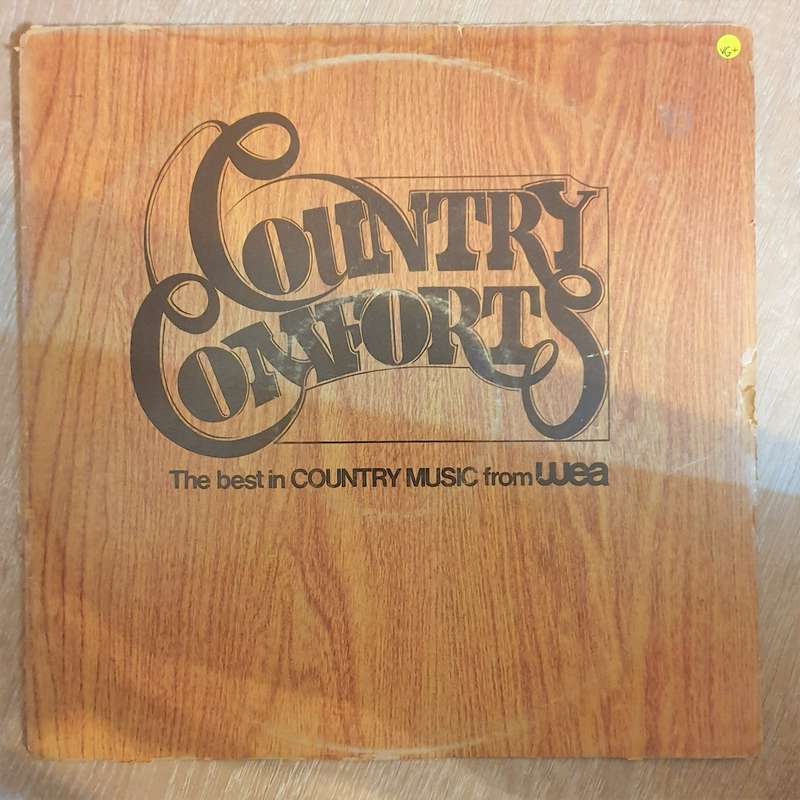 VG+
COUNTRY
COMFORTS
The best in COUNTRY MUSIC from wea